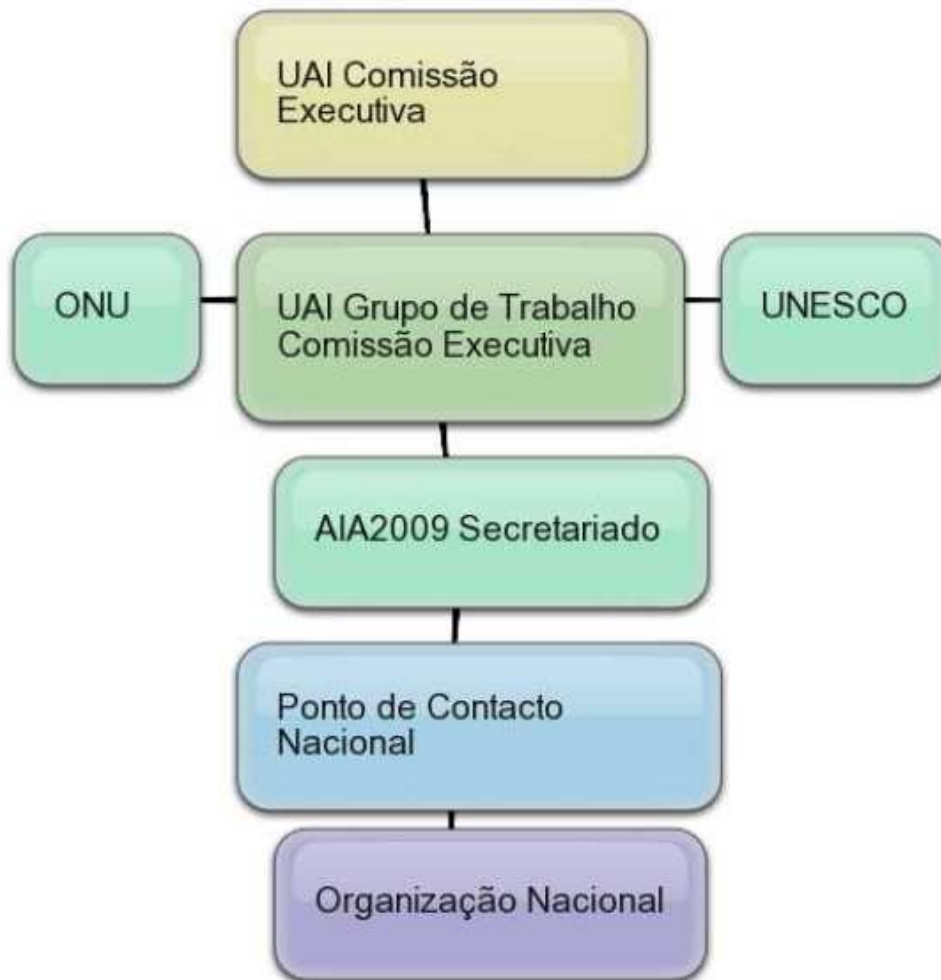 UAI Comissão
Executiva
ONU
UAI Grupo de Trabalho
Comissão Executiva
UNESCO
AIA2009 Secretariado
Ponto de Contacto
Nacional
Organização Nacional